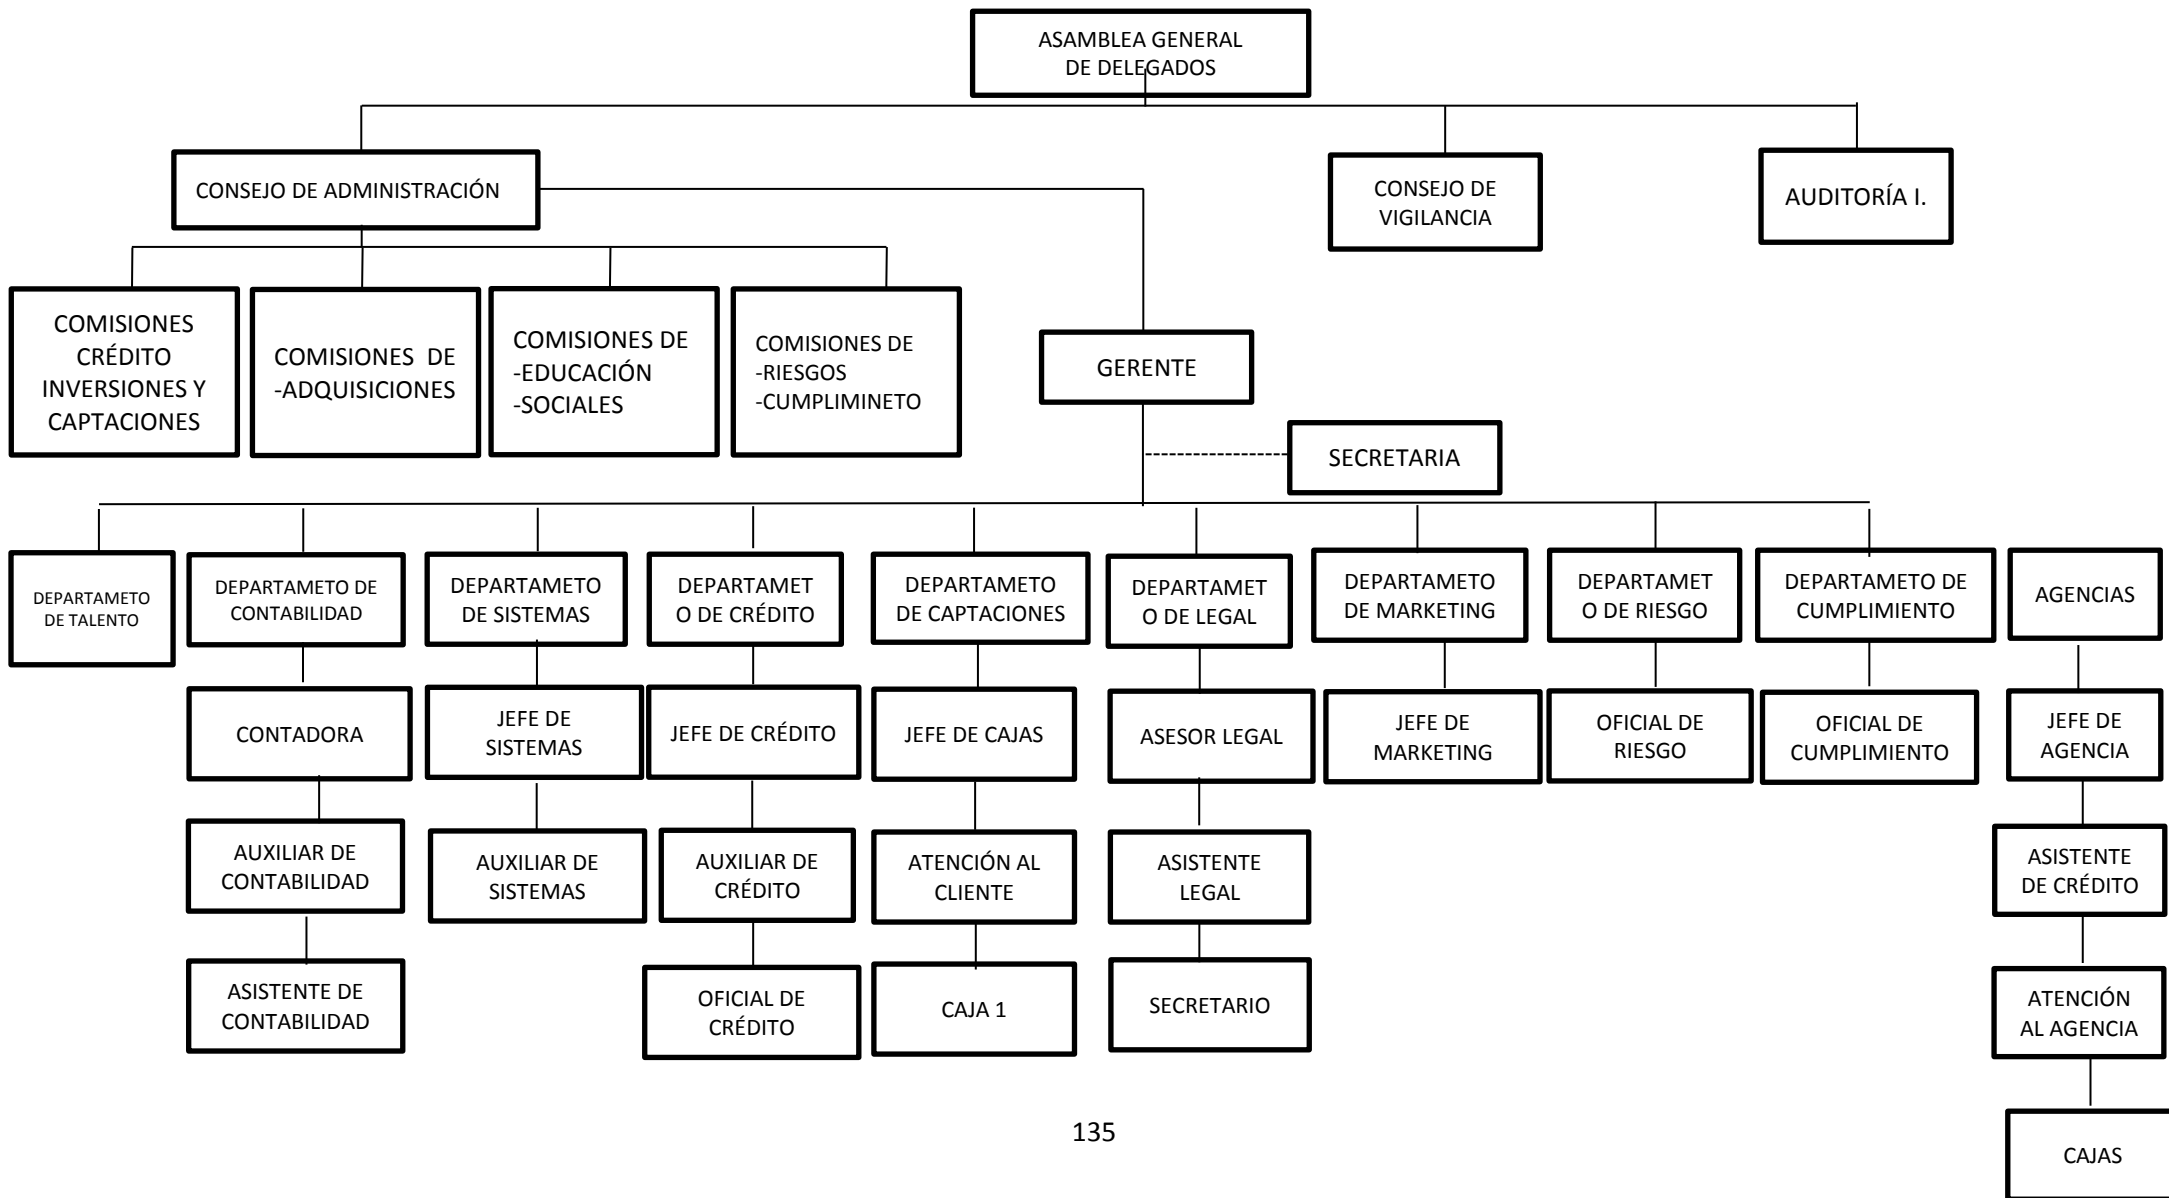 ASAMBLEA GENERAL
DE DELEGADOS
CONSEJO DE ADMINISTRACIÓN
CONSEJO DE
VIGILANCIA
AUDITORÍA I.
COMISIONES
CRÉDITO
INVERSIONES Y
CAPTACIONES
COMISIONES DE
-ADQUISICIONES
COMISIONES DE
-EDUCACIÓN
-SOCIALES
COMISIONES DE
-RIESGOS
-CUMPLIMINETO
GERENTE
SECRETARIA
DEPARTAMETO
DE TALENTO
DEPARTAMETO DE
CONTABILIDAD
DEPARTAMETO
DE SISTEMAS
DEPARTAMET
O DE CRÉDITO
DEPARTAMETO
DE CAPTACIONES
DEPARTAMET
O DE LEGAL
DEPARTAMETO
DE MARKETING
DEPARTAMET
O DE RIESGO
DEPARTAMETO DE
CUMPLIMIENTO
AGENCIAS
CONTADORA
JEFE DE
SISTEMAS
JEFE DE CRÉDITO
JEFE DE CAJAS
ASESOR LEGAL
JEFE DE
MARKETING
OFICIAL DE
RIESGO
OFICIAL DE
CUMPLIMIENTO
JEFE DE
AGENCIA
AUXILIAR DE
CONTABILIDAD
AUXILIAR DE
SISTEMAS
AUXILIAR DE
CRÉDITO
ATENCIÓN AL
CLIENTE
ASISTENTE
LEGAL
ASISTENTE
DE CRÉDITO
ASISTENTE DE
CONTABILIDAD
OFICIAL DE
CRÉDITO
CAJA 1
SECRETARIO
ATENCIÓN
AL AGENCIA
CAJAS
135